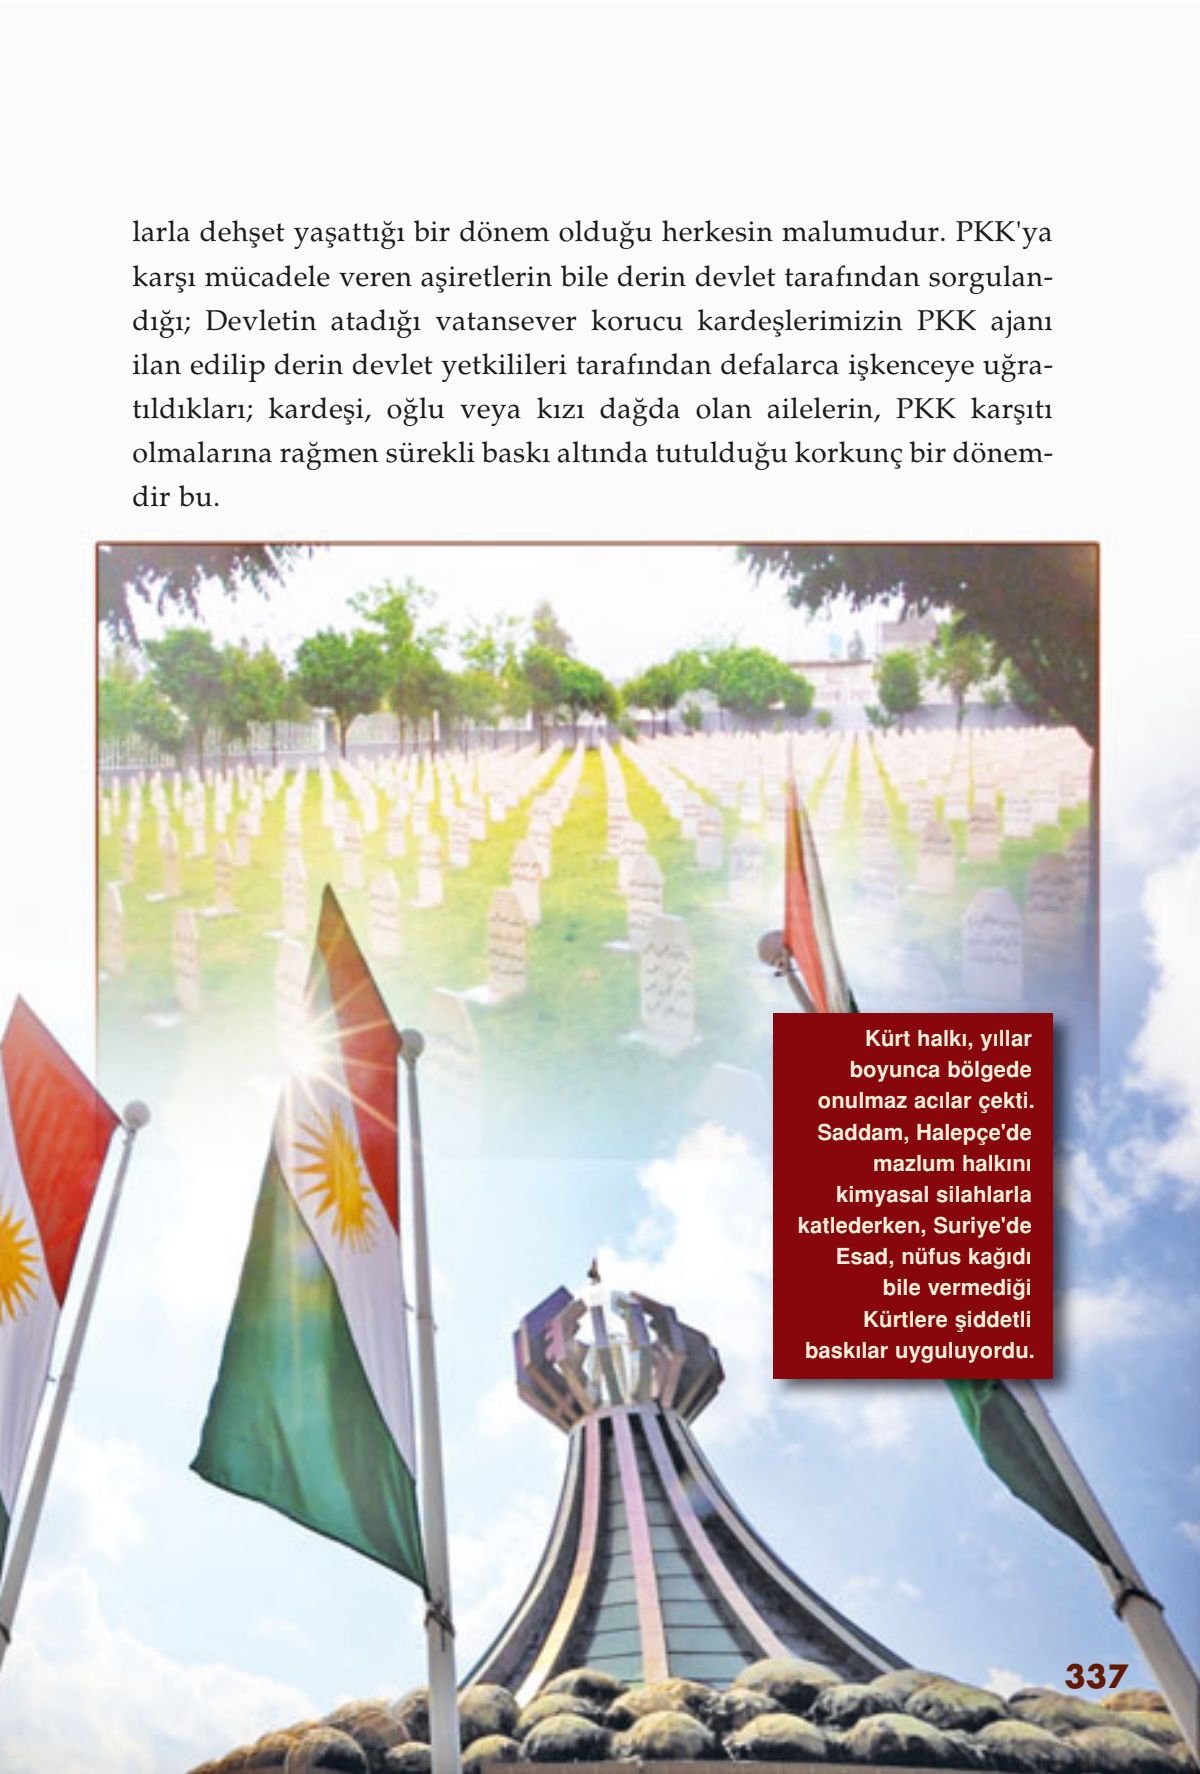 larla dehşet yaşattığı bir dönem olduğu herkesin malumudur. PKK'ya
karşı mücadele veren aşiretlerin bile derin devlet tarafından sorgulan-
dığı; Devletin atadığı vatansever korucu kardeşlerimizin PKK ajanı
ilan edilip derin devlet yetkilileri tarafından defalarca işkenceye uğra-
tıldıkları; kardeşi, oğlu veya kızı dağda olan ailelerin, PKK karşıtı
olmalarına rağmen sürekli baskı altında tutulduğu korkunç bir dönem-
dir bu.
Kürt halkı, yıllar
boyunca bölgede
onulmaz acılar çekti.
Saddam, Halepçe'de
mazlum halkını
kimyasal silahlarla
katlederken, Suriye'de
Esad, nüfus kağıdı
bile vermediği
Kürtlere şiddetli
baskılar uyguluyordu.
337